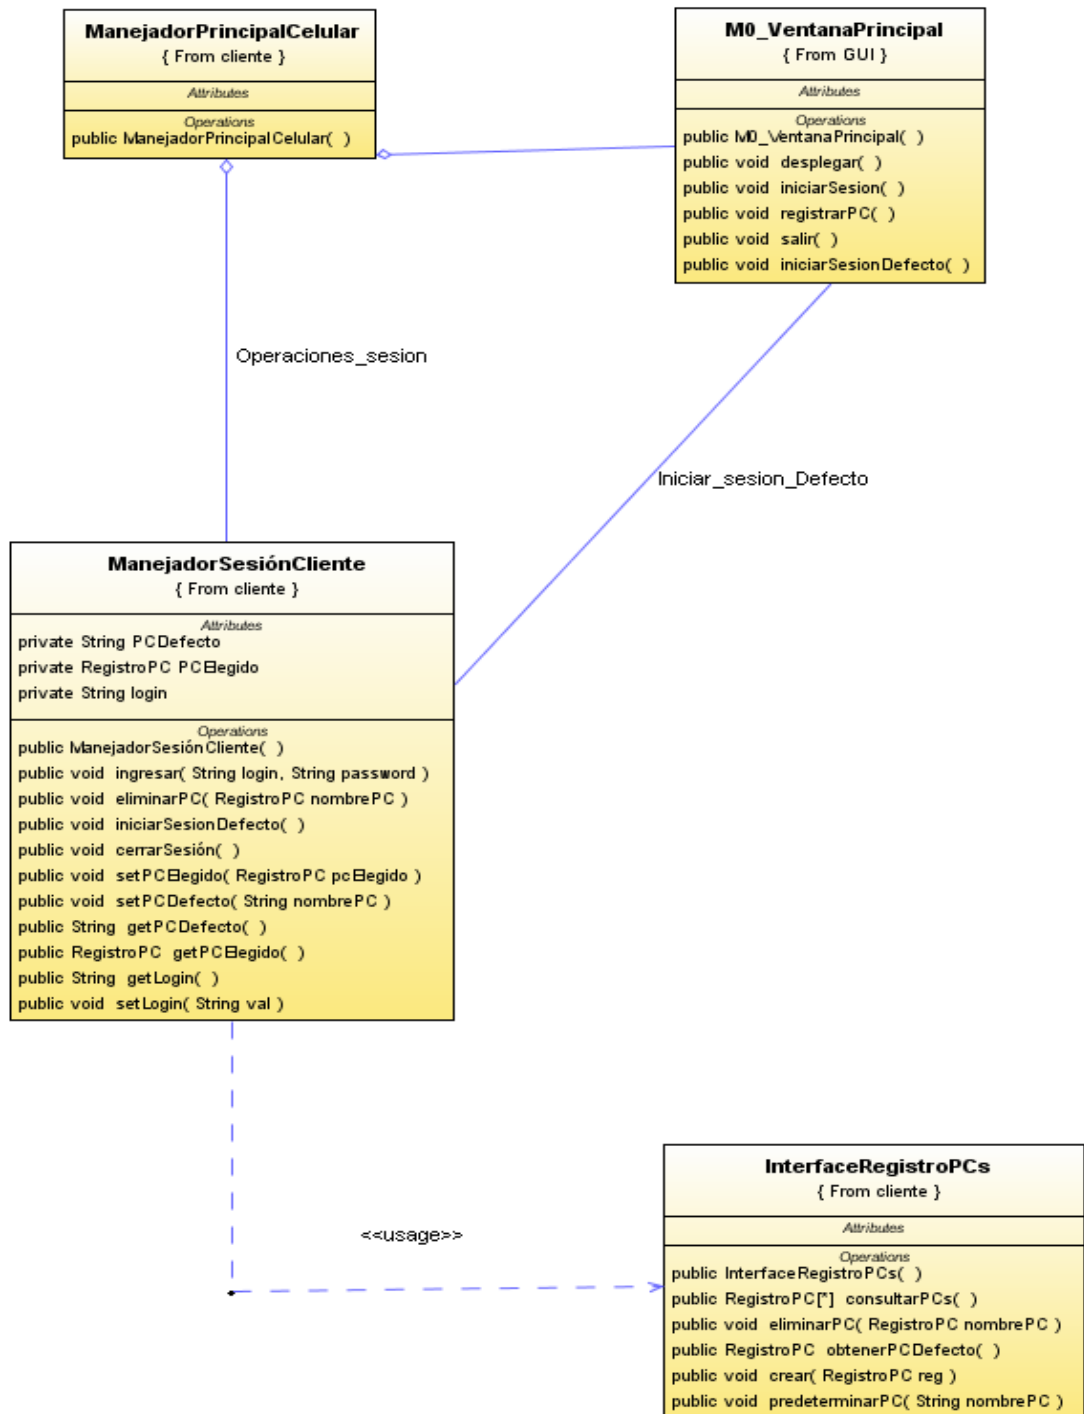 ManejadorPrincipalCelular
{ From cliente }
Attributes
Operations
public ManejadorPrincipalCelular( )
M0_VentanaPrincipal
{ From GUI }
Attributes
Operations
public M0_VentanaPrincipal( )
public void desplegar( )
public void iniciarSesion( )
public void registrarPC( )
public void salir( )
public void iniciarSesionDefecto( )
Operaciones_sesion
Iniciar_sesion_Defecto
ManejadorSesiónCliente
{ From cliente }
Attributes
private String PCDefecto
private RegistroPC PCElegido
private String login
Operations
public ManejadorSesiónCliente( )
public void ingresar( String login, String password )
public void eliminarPC( RegistroPC nombrePC )
public void iniciarSesionDefecto( )
public void cerrarSesión( )
public void setPCElegido( RegistroPC pcElegido )
public void setPCDefecto( String nombrePC )
public String getPCDefecto( )
public RegistroPC getPCElegido( )
public String getLogin( )
public void setLogin( String val )
<<usage>>
InterfaceRegistroPCs
{ From cliente }
Attributes
Operations
public InterfaceRegistroPCs( )
public RegistroPC[*] consultarPCs( )
public void eliminarPC( RegistroPC nombrePC )
public RegistroPC obtenerPCDefecto( )
public void crear( RegistroPC reg )
public void predeterminarPC( String nombrePC )